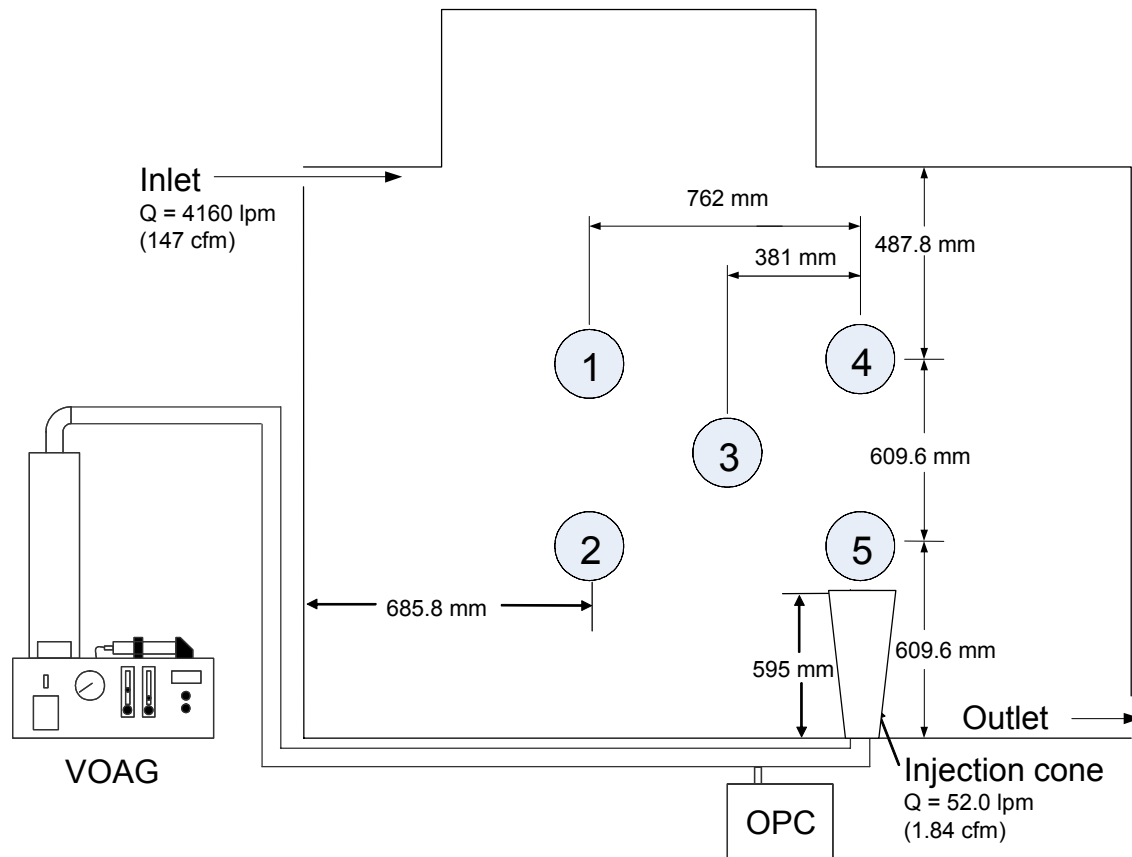 Inlet
Q = 4160 lpm
(147 cfm)
762 mm
381 mm
487.8 mm
1
4
3
609.6 mm
2
5
685.8 mm
595 mm
609.6 mm
Outlet
VOAG
Injection cone
Q = 52.0 lpm
(1.84 cfm)
OPC